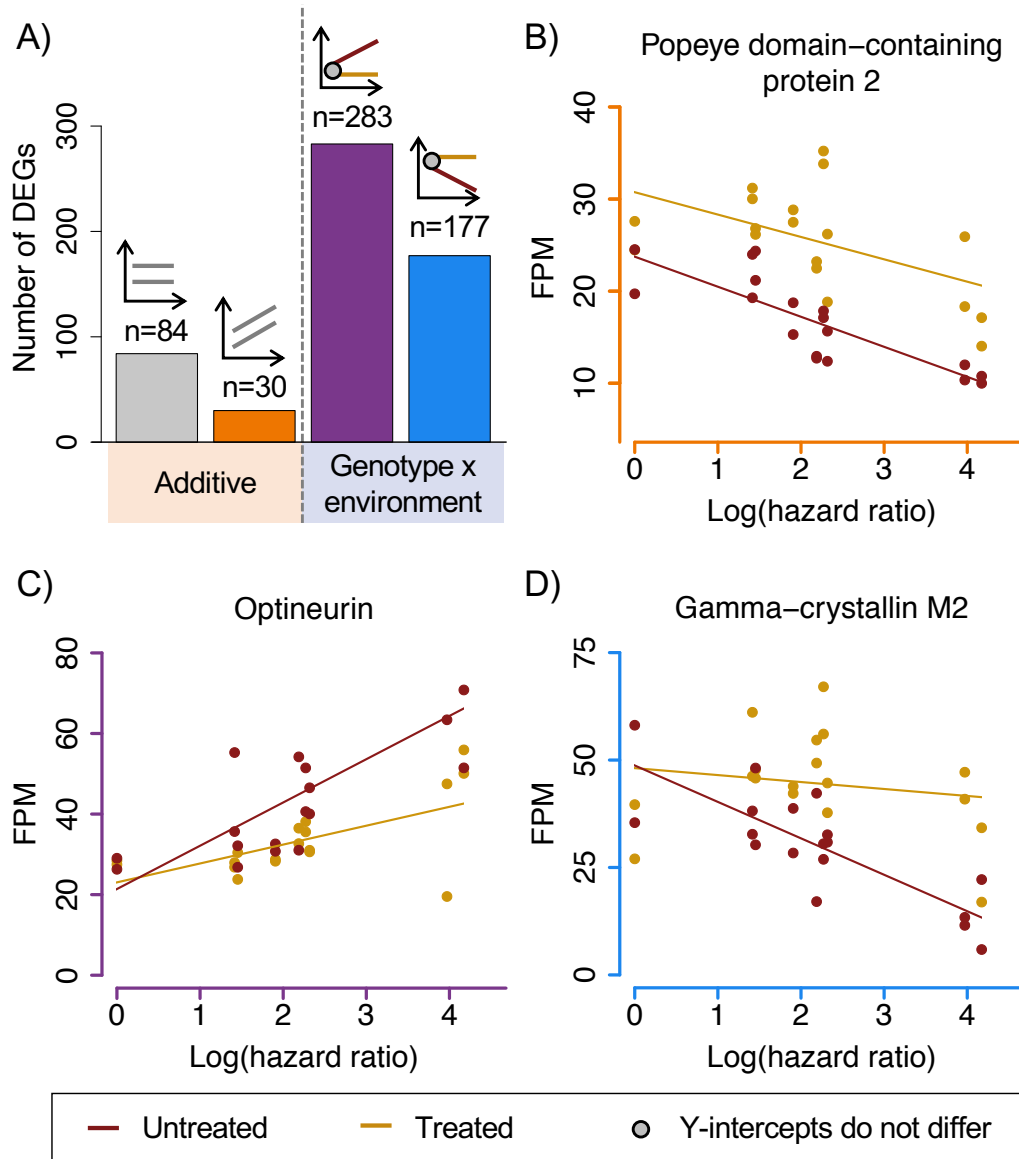 A)
Number of DEGs
0
100
200
300
n=84
n=30
n=283
n=177
Additive
Genotype x
environment
B)
Popeye domain−containing
protein 2
FPM
10
20
30
40
0 1 2 3 4
Log(hazard ratio)
C)
Optineurin
FPM
0
20
40
60
80
0 1 2 3 4
Log(hazard ratio)
D)
Gamma−crystallin M2
FPM
0
25
50
75
0 1 2 3 4
Log(hazard ratio)
Untreated Treated Y-intercepts do not differ